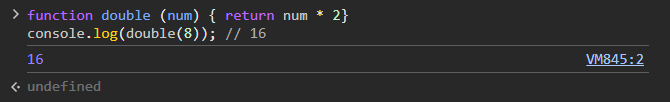 function double (num) { return num * 2}
console.log(double(8)); // 16
16 VM845:2
undefined